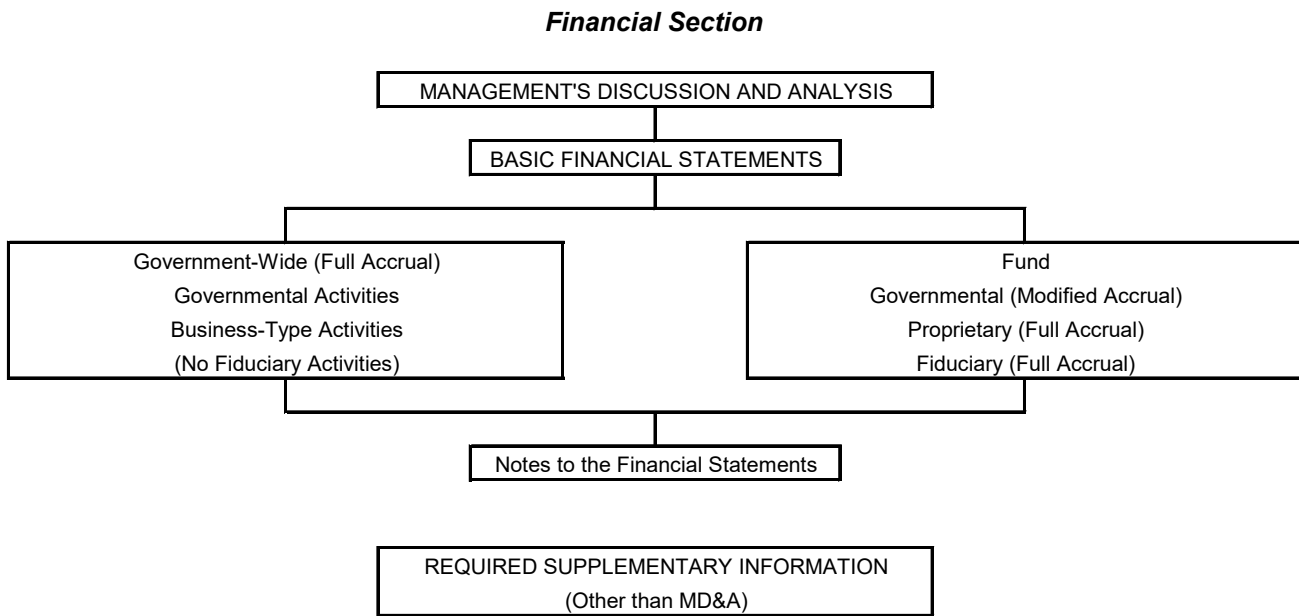 Financial Section
MANAGEMENT'S DISCUSSION AND ANALYSIS
BASIC FINANCIAL STATEMENTS
Government-Wide (Full Accrual)
Governmental Activities
Business-Type Activities
(No Fiduciary Activities)
Fund
Governmental (Modified Accrual)
Proprietary (Full Accrual)
Fiduciary (Full Accrual)
Notes to the Financial Statements
REQUIRED SUPPLEMENTARY INFORMATION
(Other than MD&A)